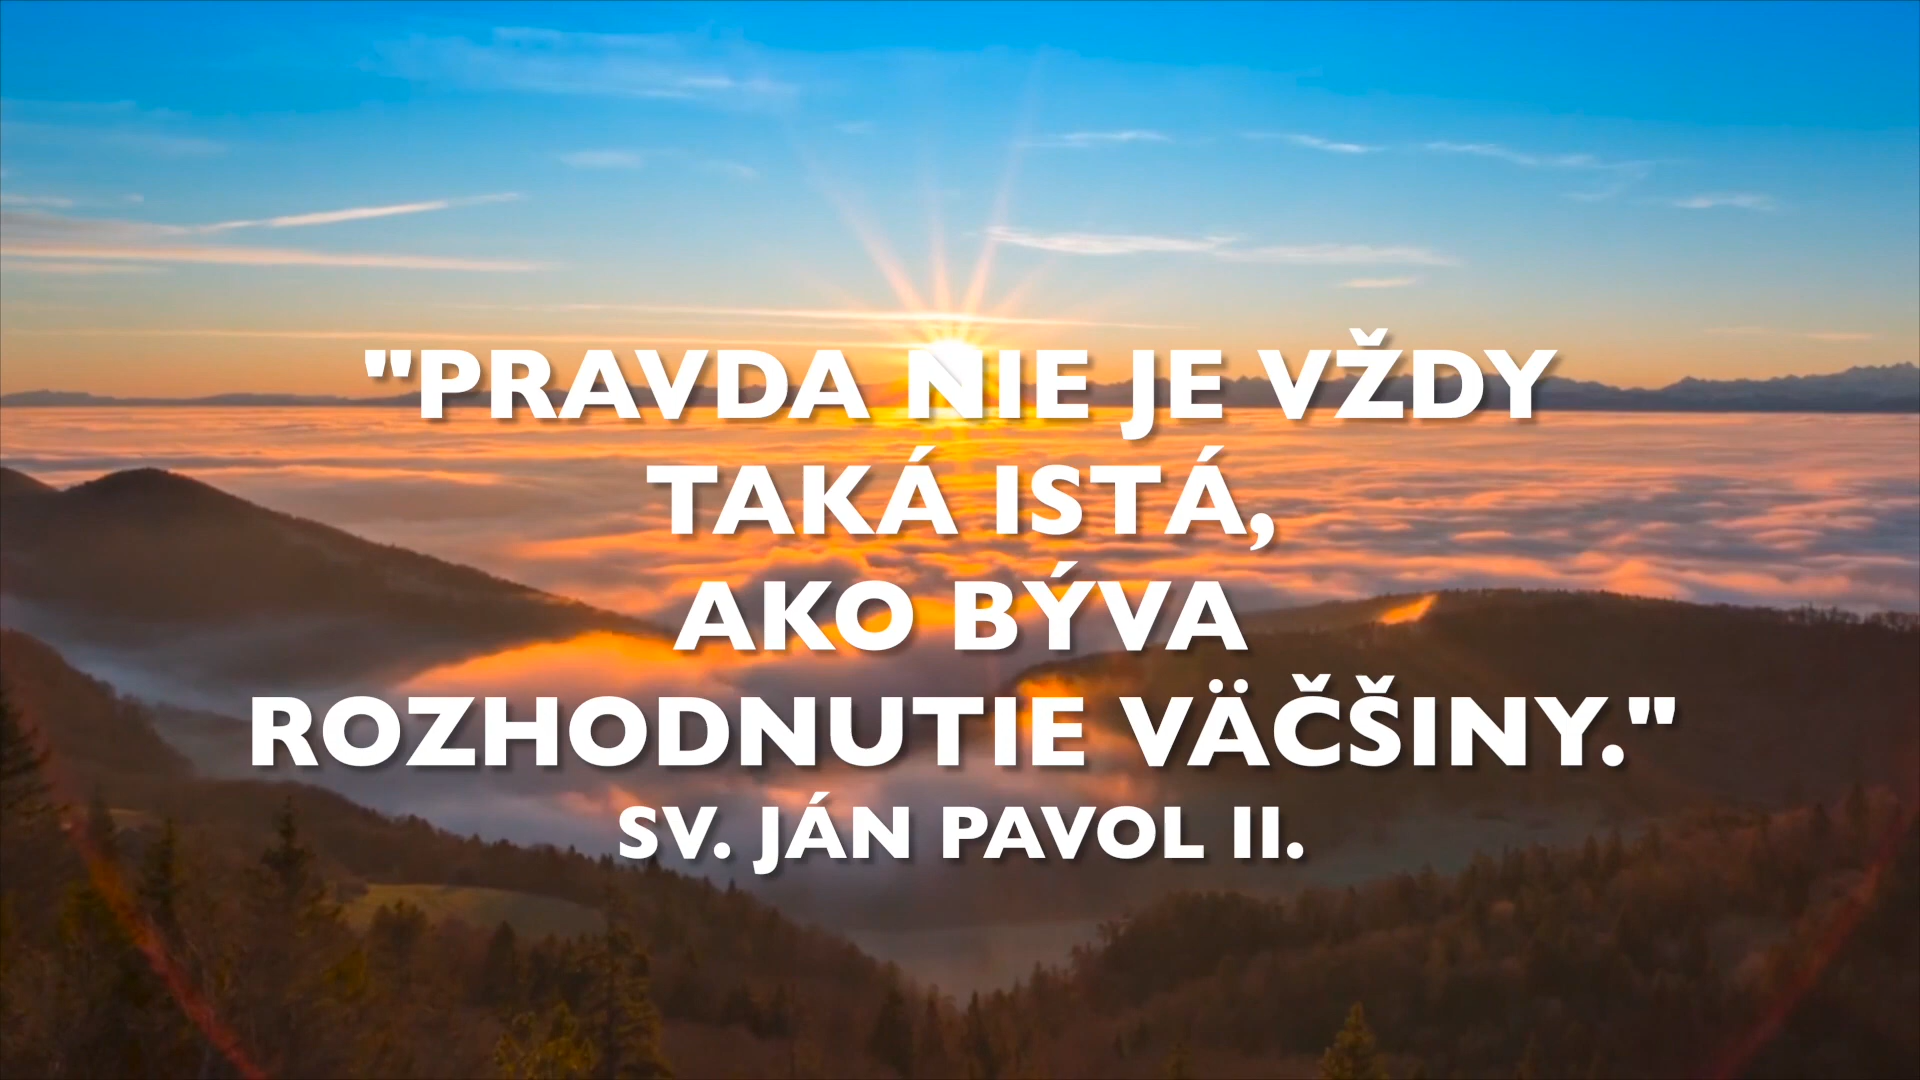 "PRAVDA NIE JE VŽDY
TAKÁ ISTÁ,
AKO BÝVA
ROZHODNUTIE VÄČŠINY."
SV. JÁN PAVOL II.